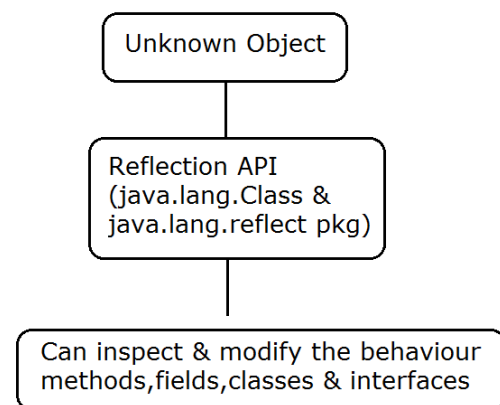 Unknown Object
Reflection API
(java.lang.Class &
java.lang.reflect pkg)
Can inspect & modify the behaviour
methods,fields,classes & interfaces